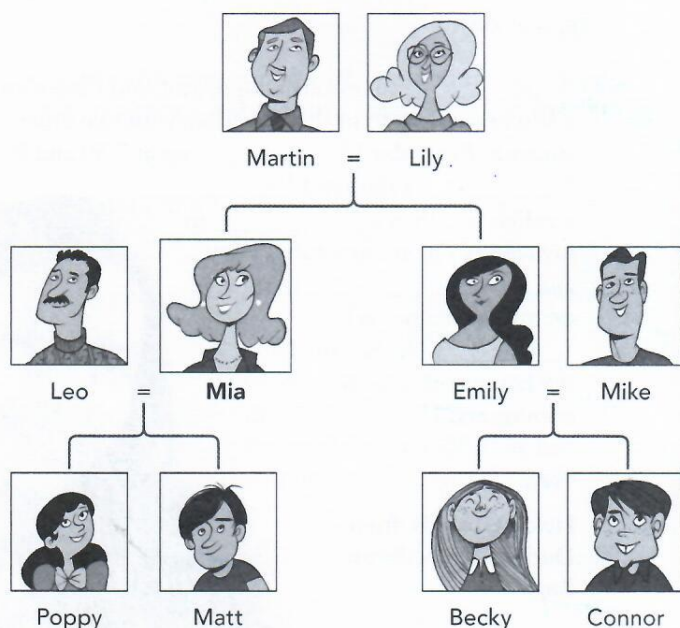 Martin = Lily
Leo = Mia
Emily = Mike
Poppy
Matt
Becky
Connor